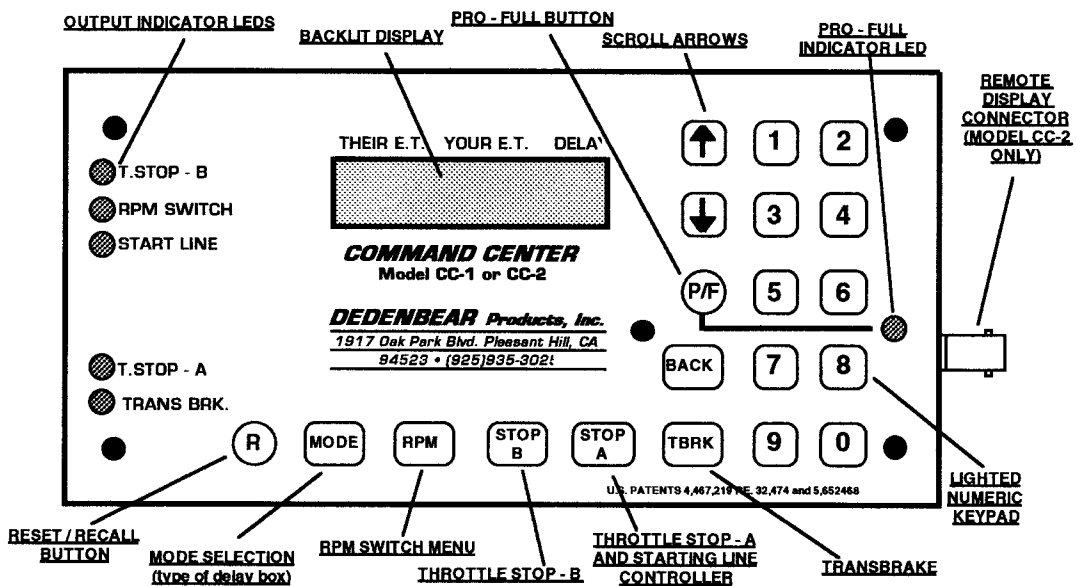 OUTPUT INDICATOR LEDS
BACKLIT DISPLAY
PRO - FULL BUTTON
SCROLL ARROWS
PRO - FULL
INDICATOR LED
REMOTE
DISPLAY
CONNECTOR
(MODEL CC-2
ONLY)
THEIR E.T. YOUR E.T. DELA
T.STOP - B
RPM SWITCH
START LINE
COMMAND CENTER
Model CC-1 or CC-2
DEDENBEAR Products, Inc.
1917 Oak Park Blvd. Pleasant Hill, CA
94523 • (925)935-302
T.STOP - A
TRANS BRK.
1 2
3 4
P/F 5 6
BACK 7 8
R MODE RPM STOP B STOP A TBRK 9 0
U.S. PATENTS 4,467,219 RE. 32,474 and 5,652468
RESET / RECALL
BUTTON
MODE SELECTION
(type of delay box)
RPM SWITCH MENU
THROTTLE STOP - B
THROTTLE STOP - A
AND STARTING LINE
CONTROLLER
TRANSBRAKE
LIGHTED
NUMERIC
KEYPAD